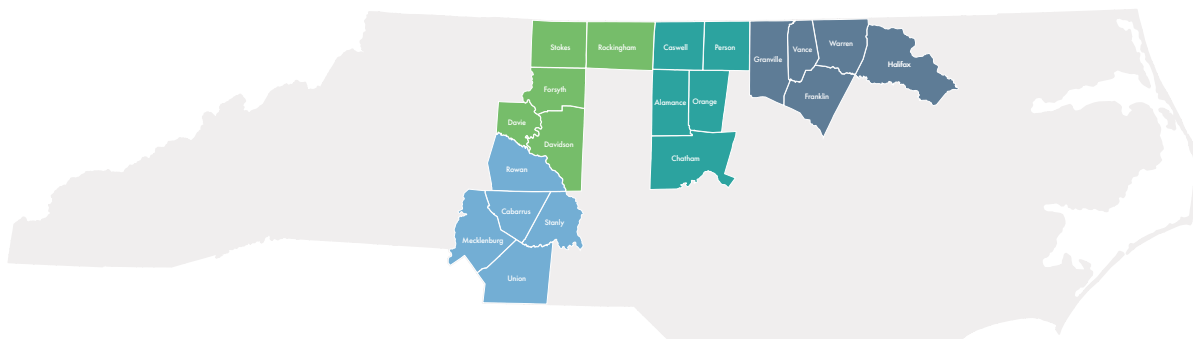 Stokes
Rockingham
Caswell
Person
Granville
Vance
Warren
Halifax
Forsyth
Alamance
Orange
Franklin
Davie
Davidson
Chatham
Rowan
Cabarrus
Stanly
Mecklenburg
Union